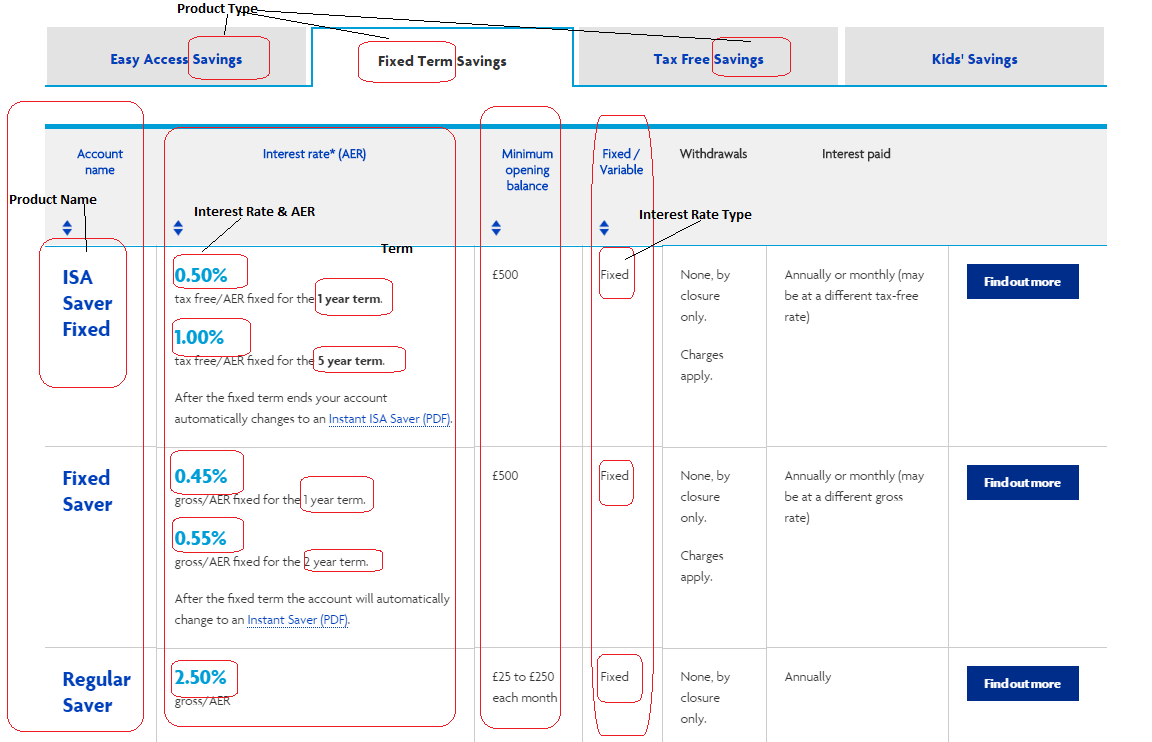 Product Type
Easy Access Savings
Fixed Term Savings
Tax Free Savings
Kids' Savings
Account
name
Interest rate* (AER)
Minimum
opening
balance
Fixed /
Variable
Withdrawals
Interest paid
Product Name
Interest Rate & AER
Interest Rate Type
Term
ISA
Saver
Fixed
0.50%
tax free/AER fixed for the 1 year term.
1.00%
tax free/AER fixed for the 5 year term.
After the fixed term ends your account
automatically changes to an Instant ISA Saver (PDF).
£500
Fixed
None, by
closure
only.
Charges
apply.
Annually or monthly (may
be at a different tax-free
rate)
Find out more
Fixed
Saver
0.45%
gross/AER fixed for the 1 year term.
0.55%
gross/AER fixed for the 2 year term.
After the fixed term the account will automatically
change to an Instant Saver (PDF).
£500
Fixed
None, by
closure
only.
Charges
apply.
Annually or monthly (may
be at a different gross
rate)
Find out more
Regular
Saver
2.50%
gross/AER
£25 to £250
each month
Fixed
None, by
closure
only.
Annually
Find out more